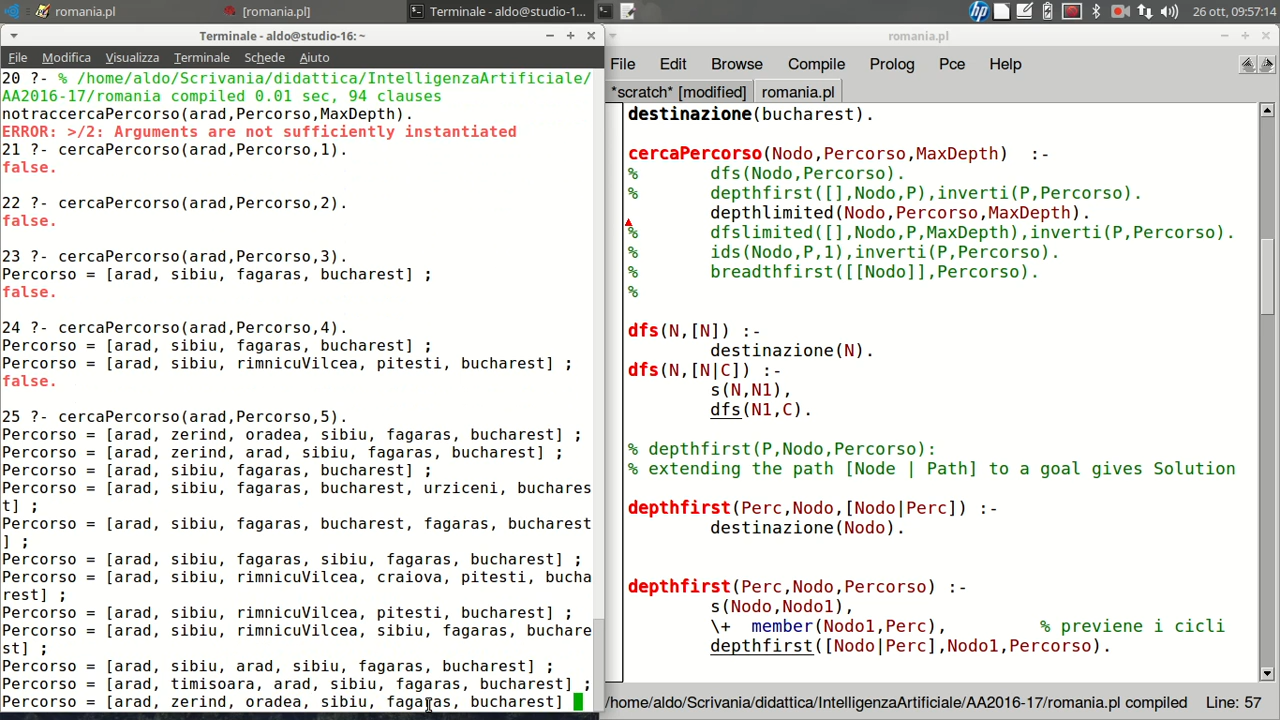 romania.pl
[romania.pl]
Terminale - aldo@studio-1...
26 ott, 09:57:14
Terminale - aldo@studio-16: ~
File Modifica Visualizza Terminale Schede Aiuto
20 ?- % /home/aldo/Scrivania/didattica/IntelligenzaArtificiale/
AA2016-17/romania compiled 0.01 sec, 94 clauses
notraccercaPercorso(arad,Percorso,MaxDepth).
ERROR: >/2: Arguments are not sufficiently instantiated
21 ?- cercaPercorso(arad,Percorso,1).
false.
22 ?- cercaPercorso(arad,Percorso,2).
false.
23 ?- cercaPercorso(arad,Percorso,3).
Percorso = [arad, sibiu, fagaras, bucharest] ;
false.
24 ?- cercaPercorso(arad,Percorso,4).
Percorso = [arad, sibiu, fagaras, bucharest] ;
Percorso = [arad, sibiu, rimnicuVilcea, pitesti, bucharest] ;
false.
25 ?- cercaPercorso(arad,Percorso,5).
Percorso = [arad, zerind, oradea, sibiu, fagaras, bucharest] ;
Percorso = [arad, zerind, arad, sibiu, fagaras, bucharest] ;
Percorso = [arad, sibiu, fagaras, bucharest] ;
Percorso = [arad, sibiu, fagaras, bucharest, urziceni, buchares
t] ;
Percorso = [arad, sibiu, fagaras, bucharest, fagaras, bucharest
] ;
Percorso = [arad, sibiu, fagaras, sibiu, fagaras, bucharest] ;
Percorso = [arad, sibiu, rimnicuVilcea, craiova, pitesti, bucha
rest] ;
Percorso = [arad, sibiu, rimnicuVilcea, pitesti, bucharest] ;
Percorso = [arad, sibiu, rimnicuVilcea, sibiu, fagaras, buchare
st] ;
Percorso = [arad, sibiu, arad, sibiu, fagaras, bucharest] ;
Percorso = [arad, timisoara, arad, sibiu, fagaras, bucharest] ;
Percorso = [arad, zerind, oradea, sibiu, fagaras, bucharest]
romania.pl
File Edit Browse Compile Prolog Pce Help
*scratch* [modified] romania.pl
destinazione(bucharest).
cercaPercorso(Nodo,Percorso,MaxDepth) :-
% dfs(Nodo,Percorso).
% depthfirst([],Nodo,P),inverti(P,Percorso).
depthlimited(Nodo,Percorso,MaxDepth).
% dfslimited([],Nodo,P,MaxDepth),inverti(P,Percorso).
% ids(Nodo,P,1),inverti(P,Percorso).
% breadthfirst([[Nodo]],Percorso).
%
dfs(N,[N]) :-
destinazione(N).
dfs(N,[N|C]) :-
s(N,N1),
dfs(N1,C).
% depthfirst(P,Nodo,Percorso):
% extending the path [Node | Path] to a goal gives Solution
depthfirst(Perc,Nodo,[Nodo|Perc]) :-
destinazione(Nodo).
depthfirst(Perc,Nodo,Percorso) :-
s(Nodo,Nodo1),
\+ member(Nodo1,Perc), % previene i cicli
depthfirst([Nodo|Perc],Nodo1,Percorso).
/home/aldo/Scrivania/didattica/IntelligenzaArtificiale/AA2016-17/romania.pl compiled Line: 57